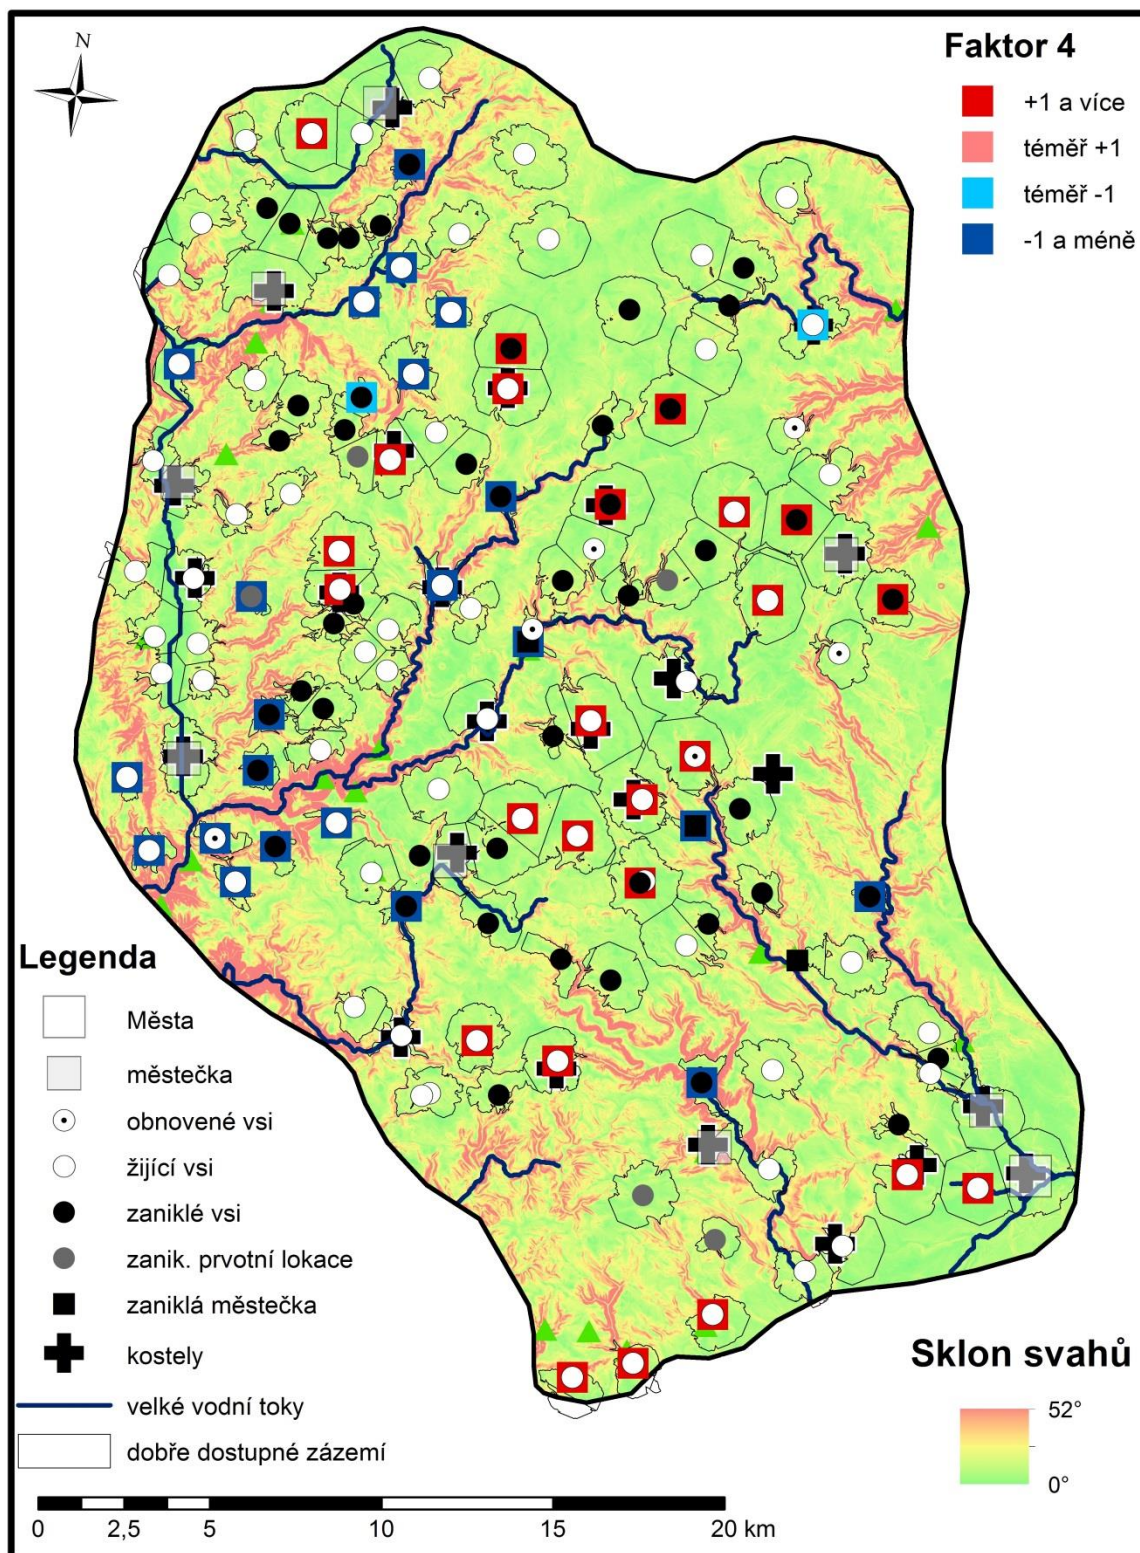 N
Faktor 4
+1 a více
téměř +1
téměř -1
-1 a méně
Legenda
Města
městečka
obnovené vsi
žijící vsi
zaniklé vsi
zanik. prvotní lokace
zaniklá městečka
kostely
velké vodní toky
dobře dostupné zázemí
Sklon svahů
52°
0°
0 2,5 5 10 15 20 km